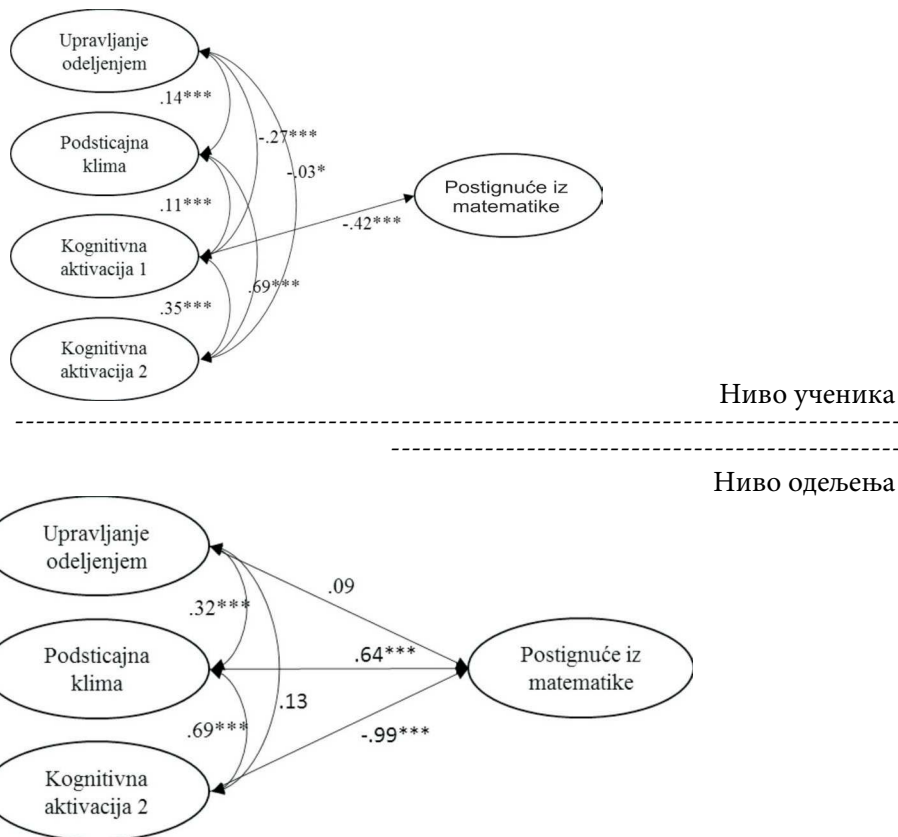 Upravljanje
odeljenjem
.14***
-.27***
Podsticajna
klima
-.03*
Postignuće iz
matematike
.11***
-.42***
Kognitivna
aktivacija 1
.69***
.35***
Kognitivna
aktivacija 2
Ниво ученика
Ниво одељења
Upravljanje
odeljenjem
.09
.32***
Podsticajna
klima
.64***
Postignuće iz
matematike
.13
.69***
-.99***
Kognitivna
aktivacija 2